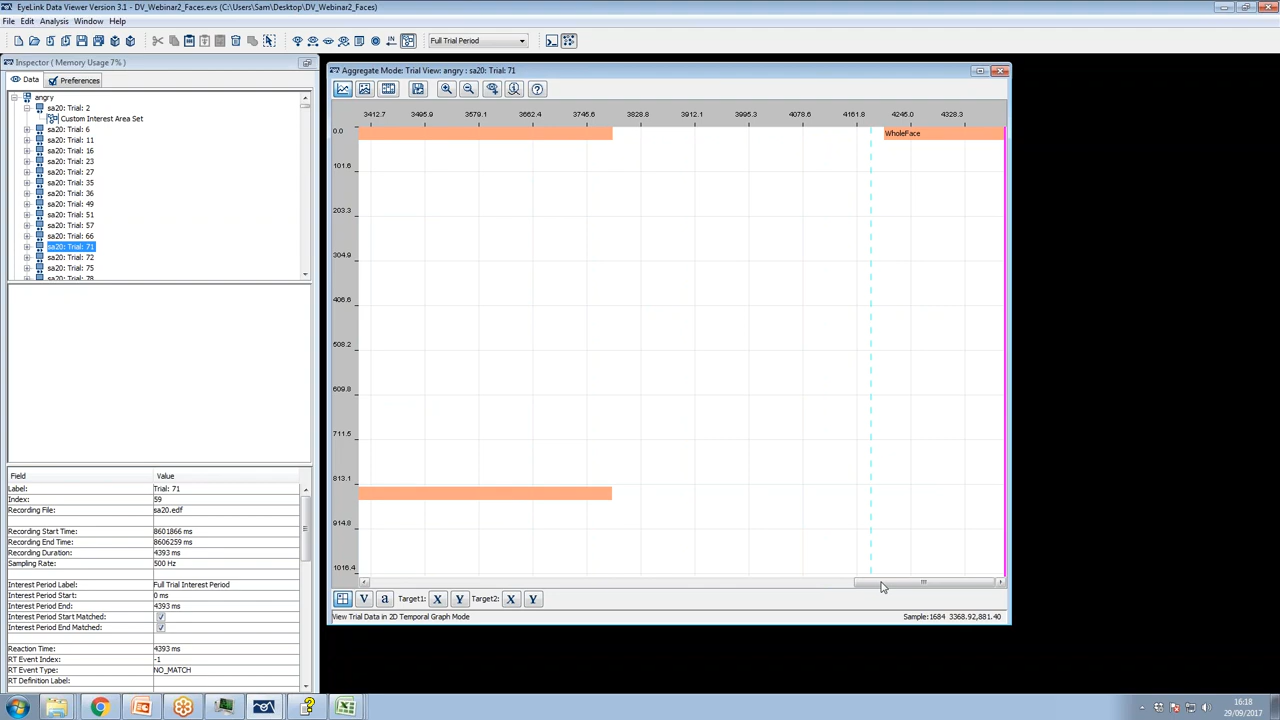 EyeLink Data Viewer Version 3.1 - DV_Webinar2_Faces.evs (C:\Users\Sam\Desktop\DV_Webinar2_Faces)
File Edit Analysis Window Help
IN Full Trial Period
Inspector ( Memory Usage 7% )
Data Preferences
angry
sa20: Trial: 2
Custom Interest Area Set
sa20: Trial: 6
sa20: Trial: 11
sa20: Trial: 16
sa20: Trial: 23
sa20: Trial: 27
sa20: Trial: 35
sa20: Trial: 36
sa20: Trial: 49
sa20: Trial: 51
sa20: Trial: 57
sa20: Trial: 66
sa20: Trial: 71
sa20: Trial: 72
sa20: Trial: 75
sa20: Trial: 78
Field Value
Label: Trial: 71
Index: 59
Recording File: sa20.edf
Recording Start Time: 8601866 ms
Recording End Time: 8606259 ms
Recording Duration: 4393 ms
Sampling Rate: 500 Hz
Interest Period Label: Full Trial Interest Period
Interest Period Start: 0 ms
Interest Period End: 4393 ms
Interest Period Start Matched:
Interest Period End Matched:
Reaction Time: 4393 ms
RT Event Index: -1
RT Event Type: NO_MATCH
RT Definition Label:
Aggregate Mode: Trial View: angry : sa20: Trial: 71
3412.7 3495.9 3579.1 3662.4 3745.6 3828.8 3912.1 3995.3 4078.6 4161.8 4245.0 4328.3
0.0
WholeFace
101.6
203.3
304.9
406.6
508.2
609.8
711.5
813.1
914.8
1016.4
V a Target1: X Y Target2: X Y
View Trial Data in 2D Temporal Graph Mode Sample:1684 3368.92,881.40
16:18
29/09/2017